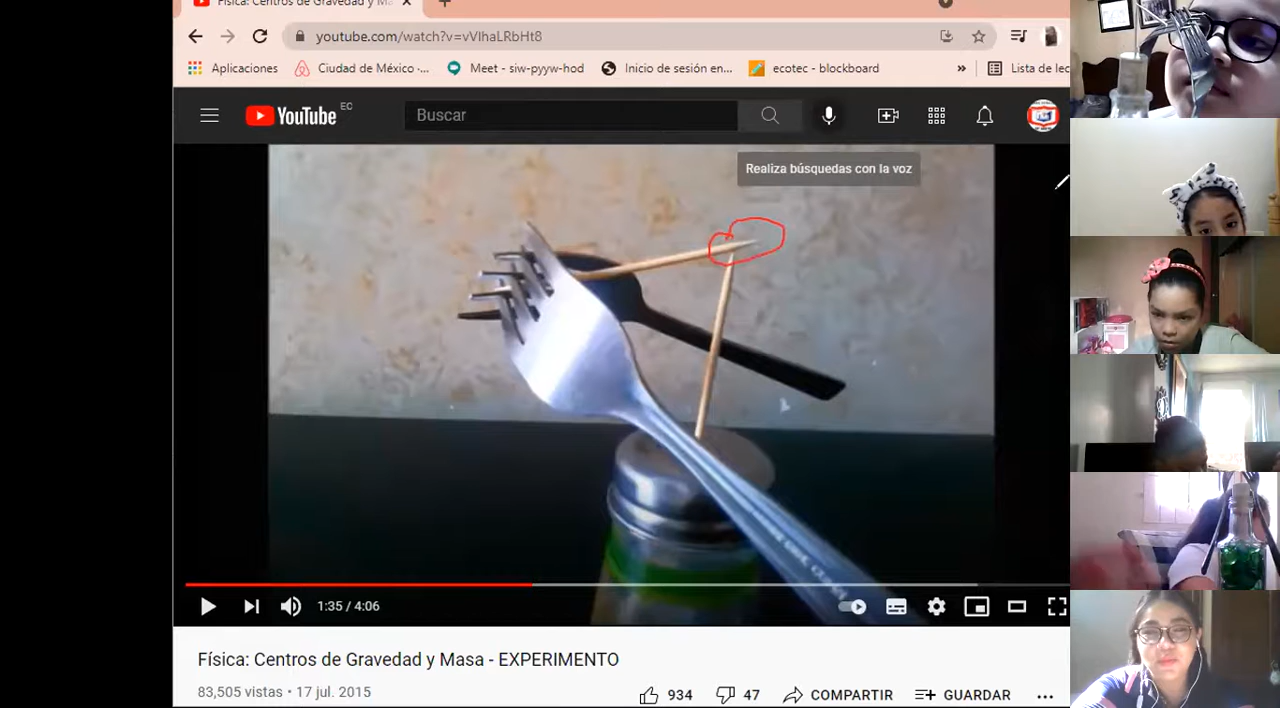 Física: Centros de Gravedad y Ma
youtube.com/watch?v=vVIhaLRbHt8
Aplicaciones
Ciudad de México ·...
Meet - siw-pyyw-hod
Inicio de sesión en...
ecotec - blockboard
»
Lista de lec
YouTube EC
Buscar
Realiza búsquedas con la voz
1:35 / 4:06
Física: Centros de Gravedad y Masa - EXPERIMENTO
83,505 vistas • 17 jul. 2015
934
47
COMPARTIR
GUARDAR